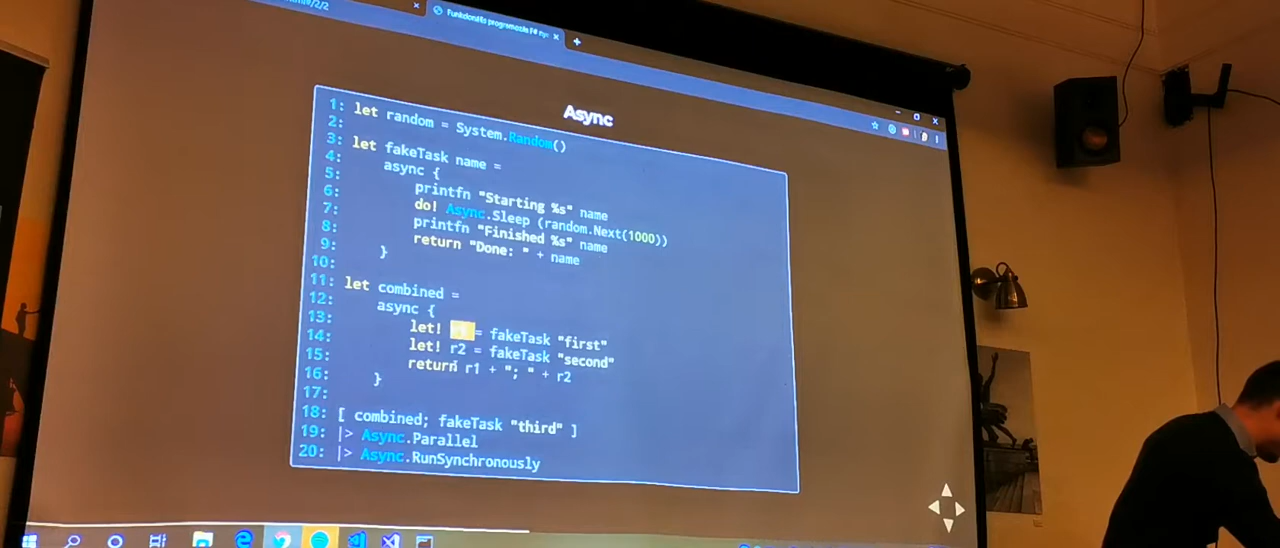 Funkcionális programozás F# nye
Async
1: let random = System.Random()
2:
3: let fakeTask name =
4: async {
5: printfn "Starting %s" name
6: do! Async.Sleep (random.Next(1000))
7: printfn "Finished %s" name
8: return "Done: " + name
9: }
10:
11: let combined =
12: async {
13: let! = fakeTask "first"
14: let! r2 = fakeTask "second"
15: return r1 + "; " + r2
16: }
17:
18: [ combined; fakeTask "third" ]
19: |> Async.Parallel
20: |> Async.RunSynchronously